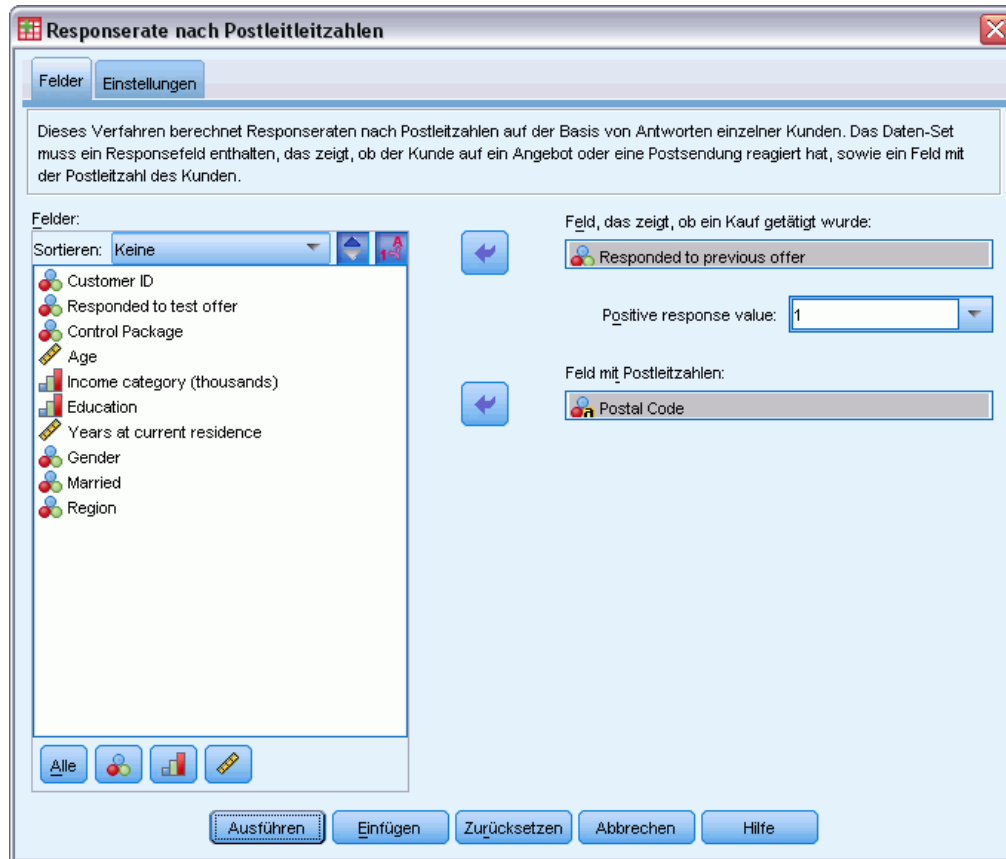 Responserate nach Postleitleitzahlen
Felder Einstellungen
Dieses Verfahren berechnet Responseraten nach Postleitzahlen auf der Basis von Antworten einzelner Kunden. Das Daten-Set
muss ein Responsefeld enthalten, das zeigt, ob der Kunde auf ein Angebot oder eine Postsendung reagiert hat, sowie ein Feld mit
der Postleitzahl des Kunden.
Felder:
Sortieren: Keine
Customer ID
Responded to test offer
Control Package
Age
Income category (thousands)
Education
Years at current residence
Gender
Married
Region
Alle
Feld, das zeigt, ob ein Kauf getätigt wurde:
Responded to previous offer
Positive response value: 1
Feld mit Postleitzahlen:
Postal Code
Ausführen Einfügen Zurücksetzen Abbrechen Hilfe